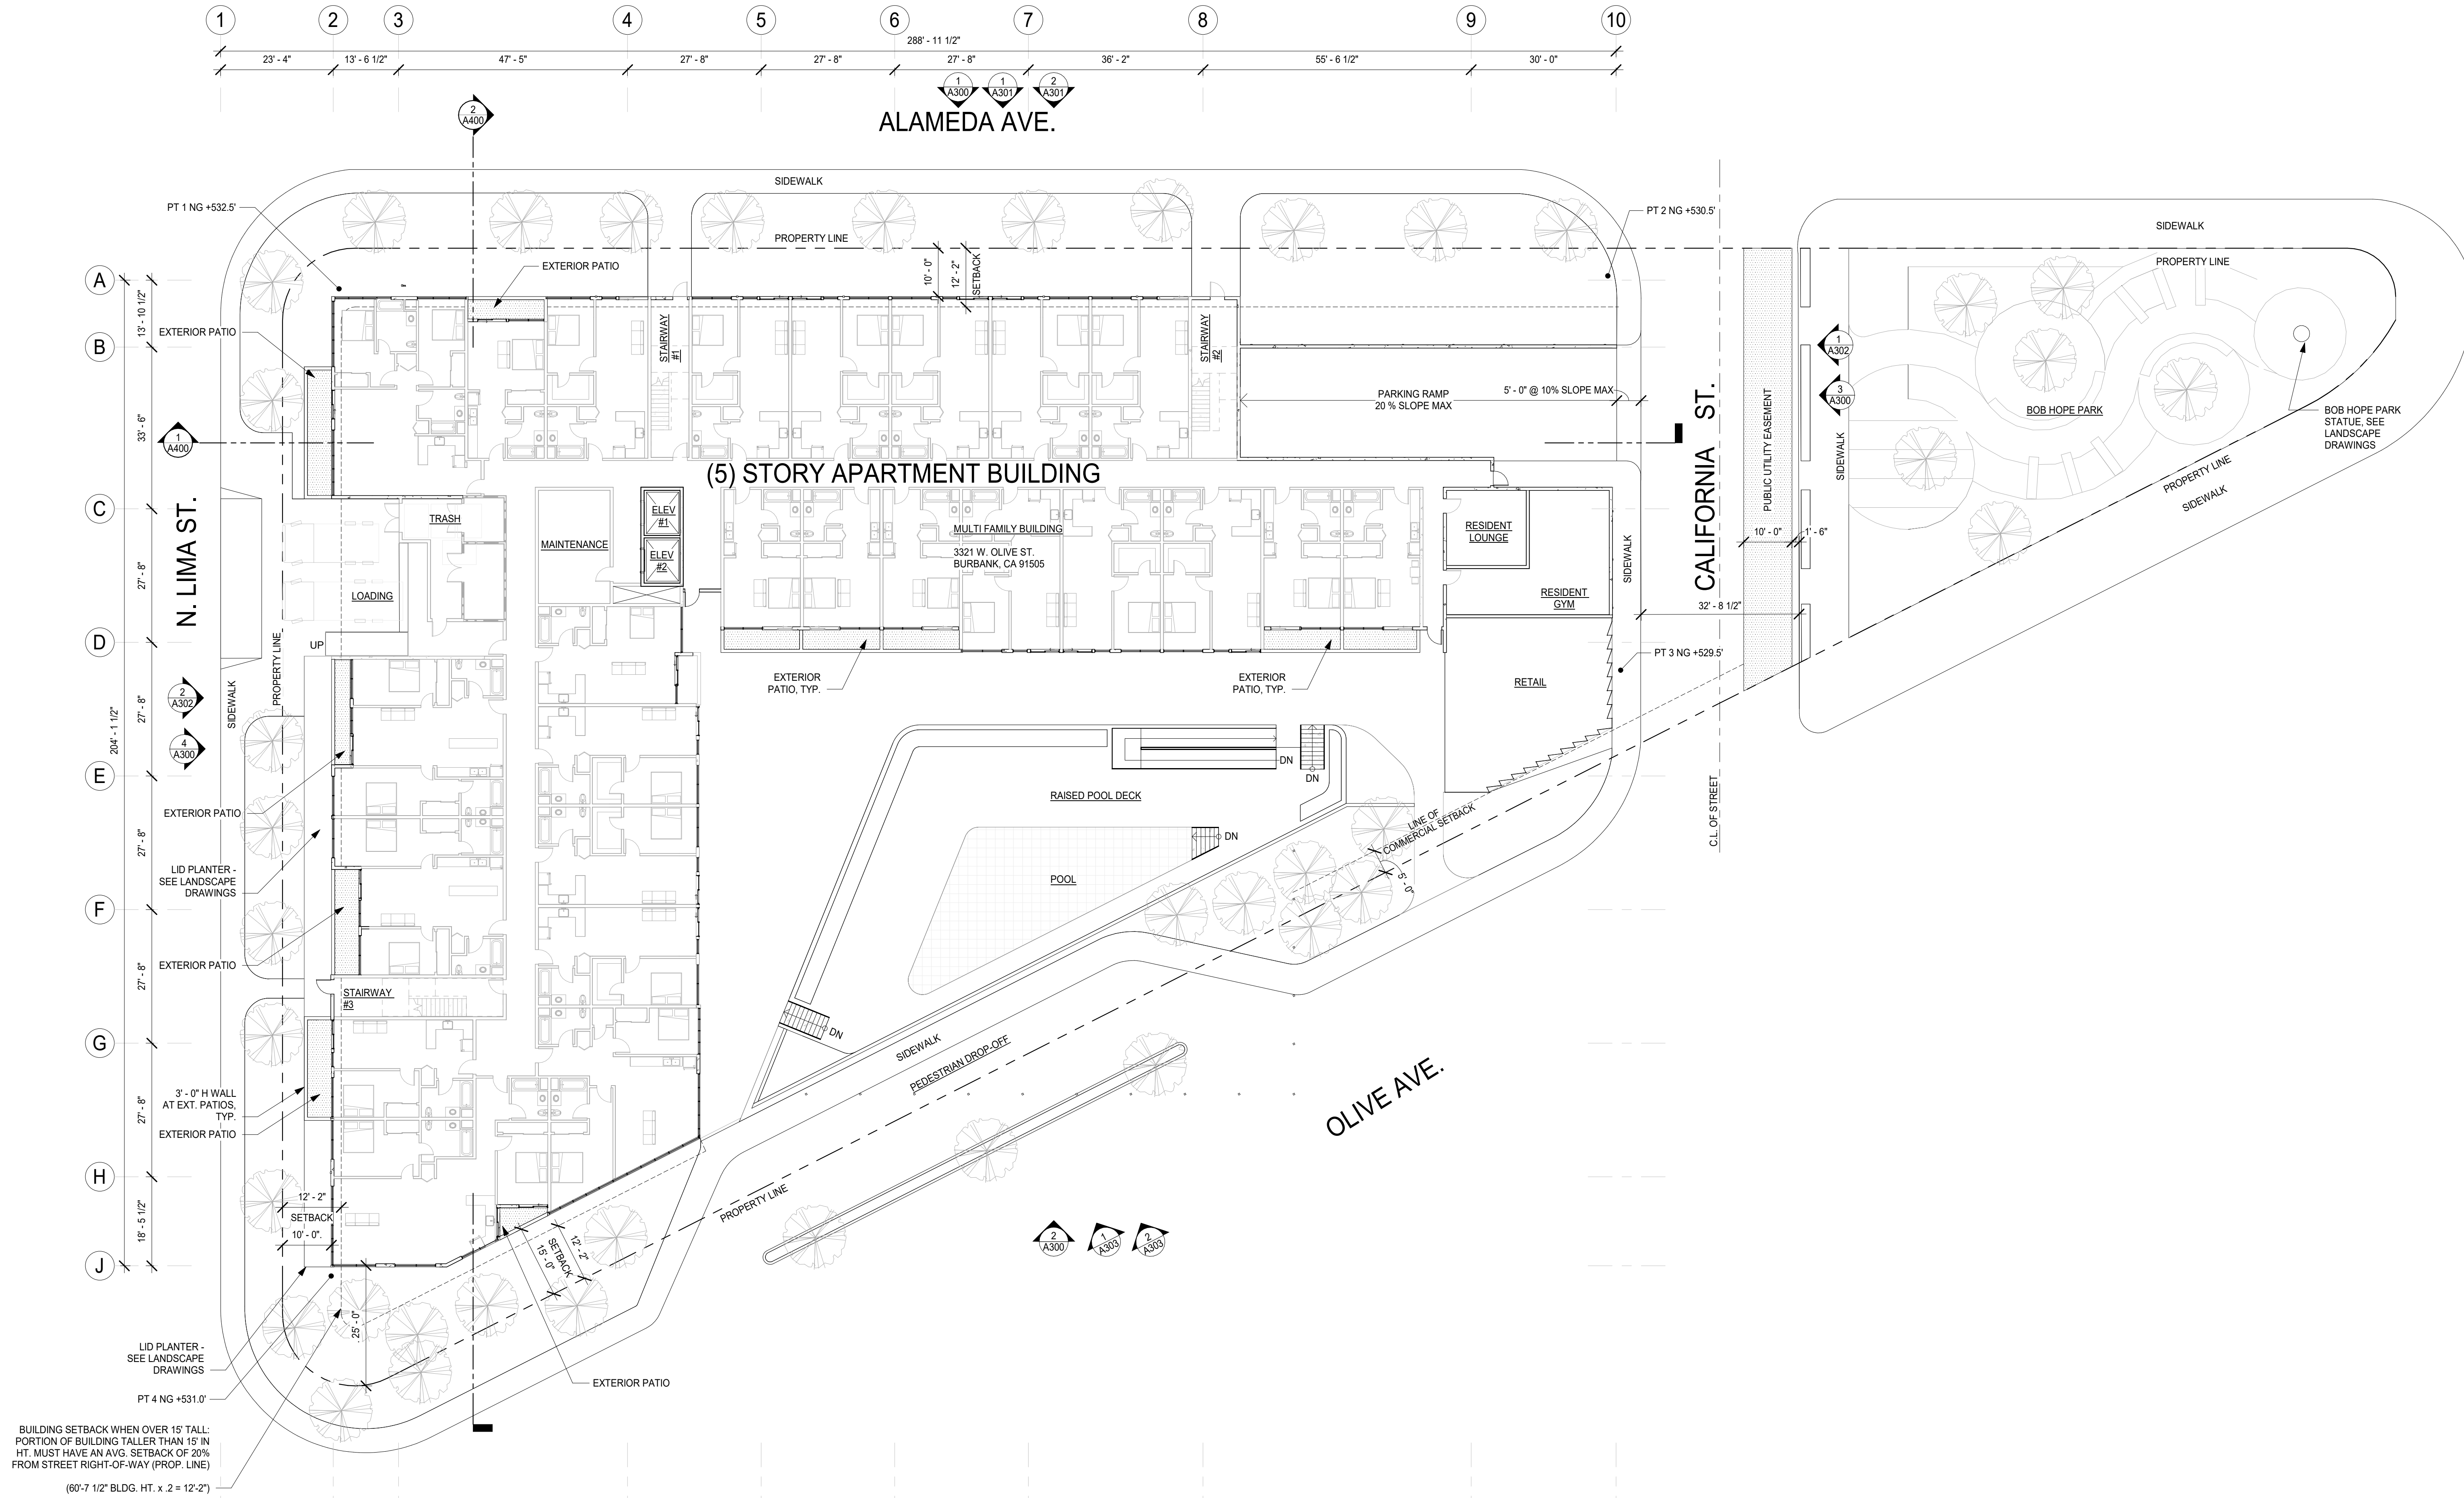 1 2 3 4 5 6 7 8 9 10
288' - 11 1/2"
23' - 4" 13' - 6 1/2" 47' - 5" 27' - 8" 27' - 8" 27' - 8" 36' - 2" 55' - 6 1/2" 30' - 0"
1
A300
1
A301
2
A301
2
A400
ALAMEDA AVE.
SIDEWALK
PT 1 NG +532.5'
PT 2 NG +530.5'
PROPERTY LINE
SIDEWALK
PROPERTY LINE
A
B
C
D
E
F
G
H
J
13' - 10 1/2"
33' - 6"
27' - 8"
27' - 8"
27' - 8"
27' - 8"
27' - 8"
18' - 5 1/2"
204' - 1 1/2"
EXTERIOR PATIO
10' - 0"
12' - 2"
SETBACK
EXTERIOR PATIO
STAIRWAY
#1
STAIRWAY
#2
1
A302
3
A300
PARKING RAMP
20 % SLOPE MAX
5' - 0" @ 10% SLOPE MAX
BOB HOPE PARK
BOB HOPE PARK
STATUE, SEE
LANDSCAPE
DRAWINGS
1
A400
(5) STORY APARTMENT BUILDING
CALIFORNIA ST.
PUBLIC UTILITY EASEMENT
SIDEWALK
PROPERTY LINE
SIDEWALK
N. LIMA ST.
TRASH
MAINTENANCE
ELEV
#1
ELEV
#2
MULTI FAMILY BUILDING
3321 W. OLIVE ST.
BURBANK, CA 91505
RESIDENT
LOUNGE
RESIDENT
GYM
SIDEWALK
10' - 0"
1' - 6"
32' - 8 1/2"
LOADING
UP
PROPERTY LINE
SIDEWALK
2
A302
4
A300
EXTERIOR
PATIO, TYP.
EXTERIOR
PATIO, TYP.
RETAIL
PT 3 NG +529.5'
DN
DN
RAISED POOL DECK
C.L. OF STREET
EXTERIOR PATIO
LINE OF
COMMERCIAL SETBACK
DN
5' - 0"
POOL
LID PLANTER -
SEE LANDSCAPE
DRAWINGS
EXTERIOR PATIO
STAIRWAY
#3
DN
SIDEWALK
PEDESTRIAN DROP-OFF
OLIVE AVE.
3' - 0" H WALL
AT EXT. PATIOS,
TYP.
EXTERIOR PATIO
PROPERTY LINE
12' - 2"
SETBACK
10' - 0".
12' - 2"
SETBACK
15' - 0"
2
A300
1
A303
2
A303
25' - 0"
LID PLANTER -
SEE LANDSCAPE
DRAWINGS
EXTERIOR PATIO
PT 4 NG +531.0'
BUILDING SETBACK WHEN OVER 15' TALL:
PORTION OF BUILDING TALLER THAN 15' IN
HT. MUST HAVE AN AVG. SETBACK OF 20%
FROM STREET RIGHT-OF-WAY (PROP. LINE)
(60'-7 1/2" BLDG. HT. x .2 = 12'-2")